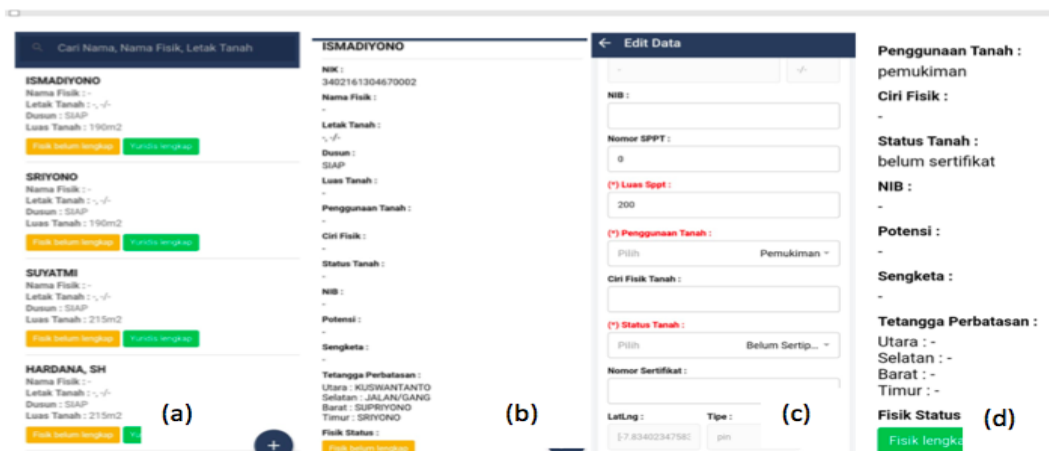 Cari Nama, Nama Fisik, Letak Tanah
ISMADIYONO
Nama Fisik : -
Letak Tanah : -, -/-
Dusun : SIAP
Luas Tanah : 190m2
Fisik belum lengkap
Yuridis lengkap
SRIYONO
Nama Fisik : -
Letak Tanah : -, -/-
Dusun : SIAP
Luas Tanah : 190m2
Fisik belum lengkap
Yuridis lengkap
SUYATMI
Nama Fisik : -
Letak Tanah : -, -/-
Dusun : SIAP
Luas Tanah : 215m2
Fisik belum lengkap
Yuridis lengkap
HARDANA, SH
Nama Fisik : -
Letak Tanah : -, -/-
Dusun : SIAP
Luas Tanah : 215m2
Fisik belum lengkap
Yu
+
(a)
ISMADIYONO
NIK :
3402161304670002
Nama Fisik :
-
Letak Tanah :
-, -/-
Dusun :
SIAP
Luas Tanah :
-
Penggunaan Tanah :
-
Ciri Fisik :
-
Status Tanah :
-
NIB :
-
Potensi :
-
Sengketa :
-
Tetangga Perbatasan :
Utara : KUSWANTANTO
Selatan : JALAN/GANG
Barat : SUPRIYONO
Timur : SRIYONO
Fisik Status :
Fisik belum lengkap
(b)
← Edit Data
-
-/-
NIB :
Nomor SPPT :
0
(*) Luas Sppt :
200
(*) Penggunaan Tanah :
Pilih Pemukiman
Ciri Fisik Tanah :
(*) Status Tanah :
Pilih Belum Sertip...
Nomor Sertifikat :
LatLng : Tipe :
[-7.83402347583 pin
(c)
Penggunaan Tanah :
pemukiman
Ciri Fisik :
-
Status Tanah :
belum sertifikat
NIB :
-
Potensi :
-
Sengketa :
-
Tetangga Perbatasan :
Utara : -
Selatan : -
Barat : -
Timur : -
Fisik Status
Fisik lengka
(d)